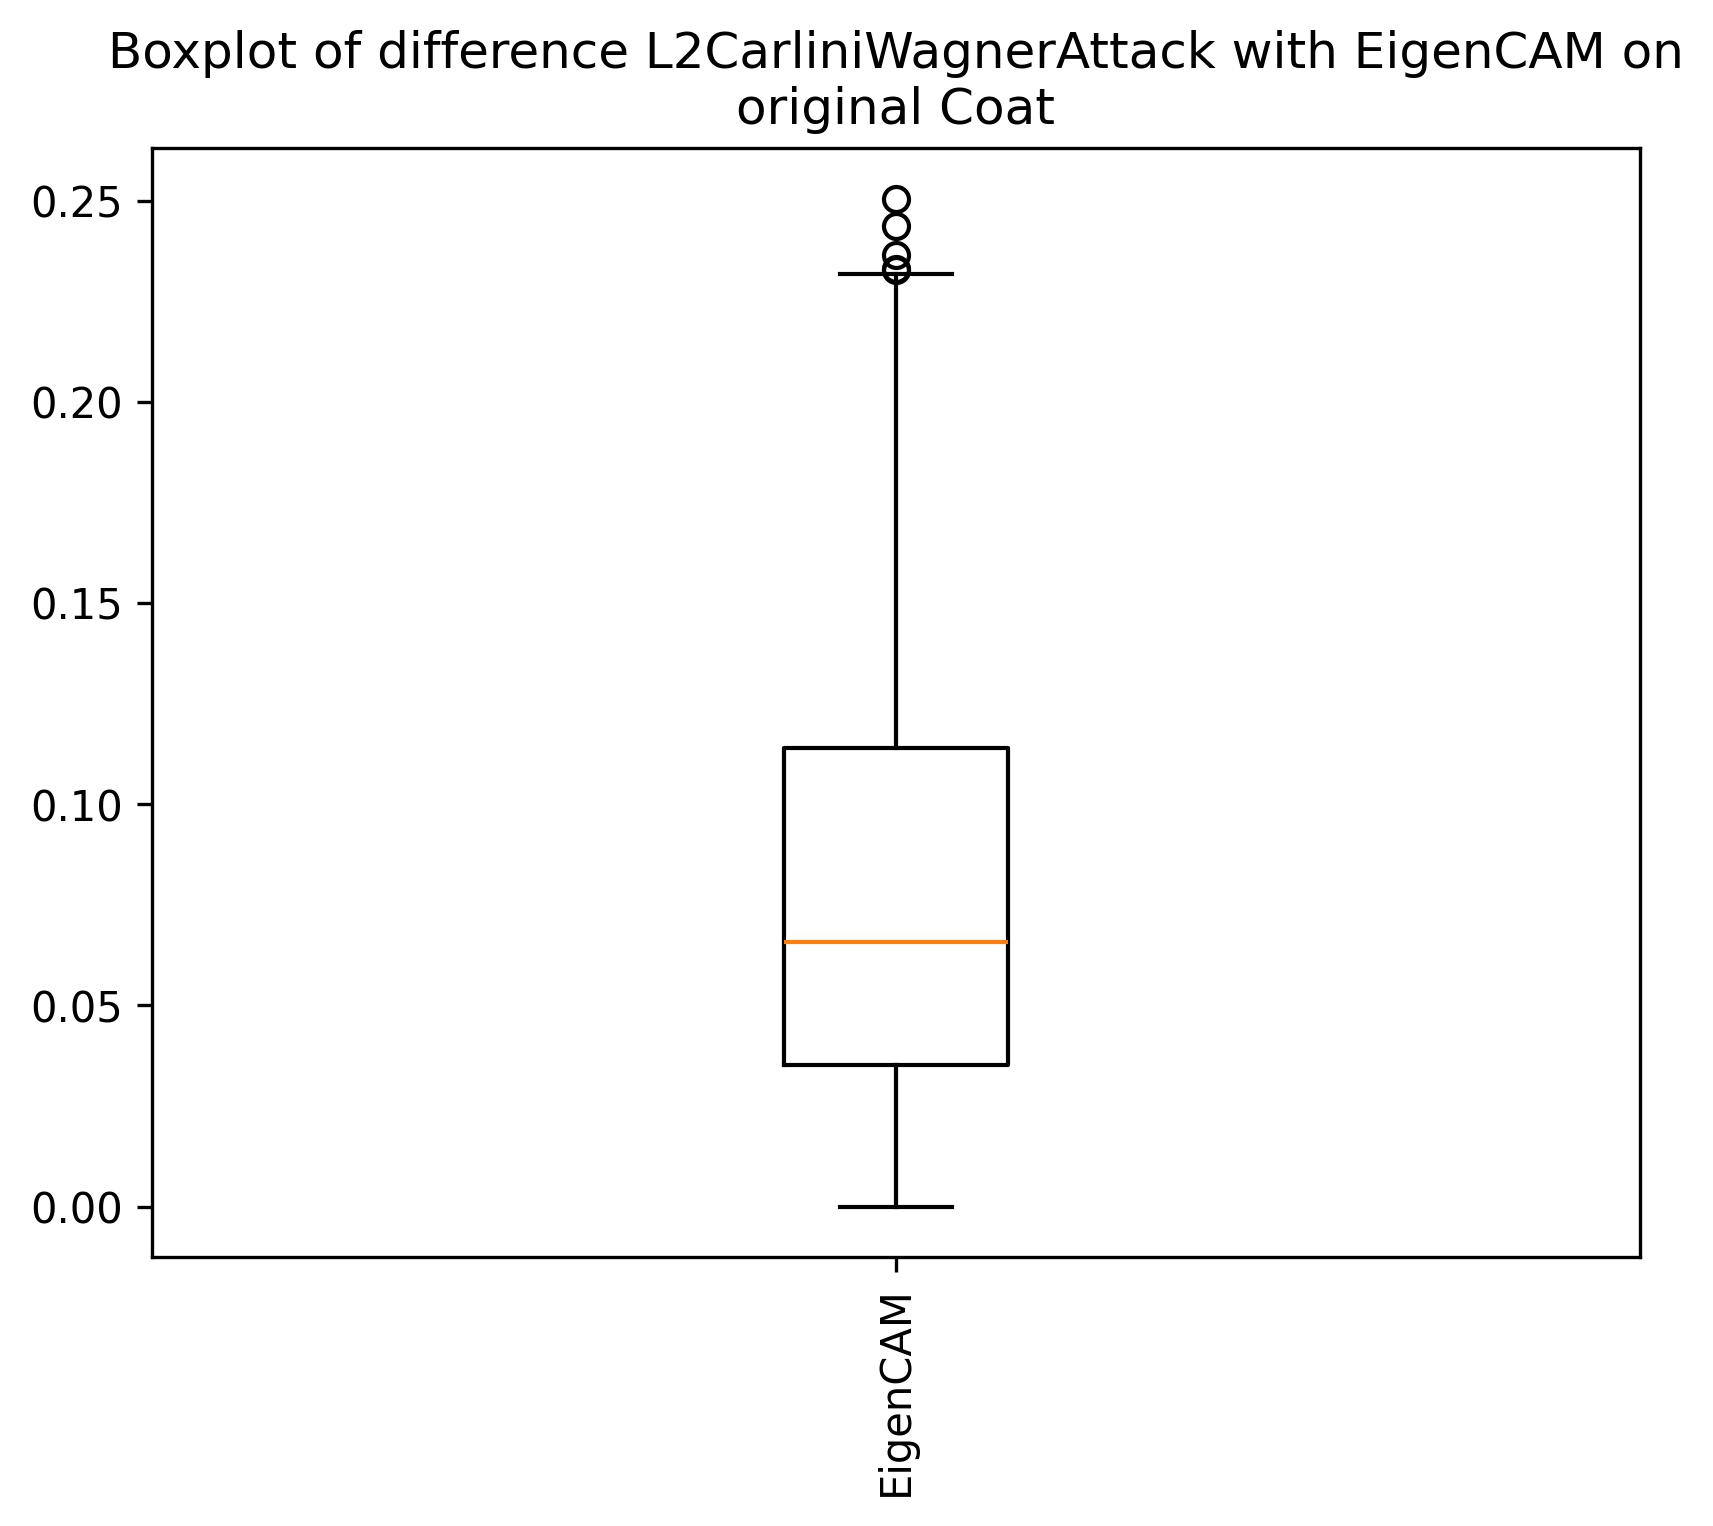 Boxplot of difference L2CarliniWagnerAttack with EigenCAM on
original Coat
0.25
0.20
0.15
0.10
0.05
0.00
EigenCAM